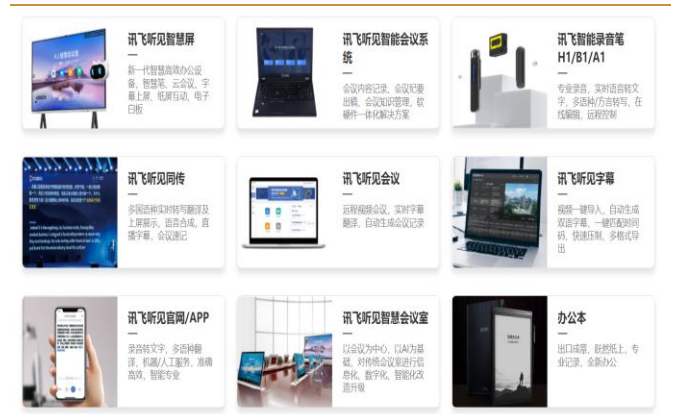 讯飞听见智慧屏
新一代智慧高效办公设
备，智慧笔、云会议、字
幕上屏、纸屏互动、电子
白板
讯飞听见智能会议系
统
会议内容记录、会议纪要
出稿、会议知识管理，软
硬件一体化解决方案
讯飞智能录音笔
H1/B1/A1
专业录音，实时语音转文
字，多语种/方言转写，在
线编辑，远程控制
讯飞听见同传
多国语种实时转写翻译及
上屏展示、语音合成，直
播字幕，会议速记
讯飞听见会议
远程视频会议，实时字幕
翻译，自动生成会议记录
讯飞听见字幕
视频一键导入，自动生成
双语字幕，一键匹配时间
码，快速压制，多格式导
出
讯飞听见官网/APP
录音转文字，多语种翻
译，机器/人工服务，准确
高效，智能专业
讯飞听见智慧会议室
以会议为中心，以AI为基
础，对传统会议室进行信
息化、数字化、智能化改
造升级
办公本
出口成章，跃然纸上，专
业记录，全新办公